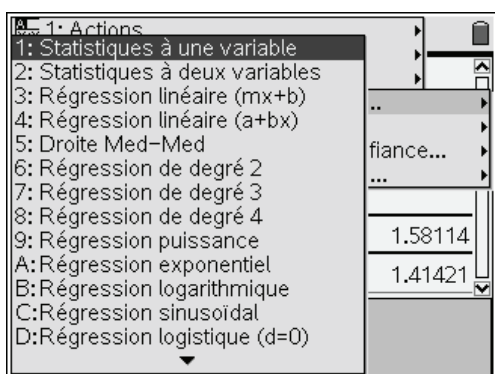 1: Actions
1: Statistiques à une variable
2: Statistiques à deux variables
3: Régression linéaire (mx+b)
4: Régression linéaire (a+bx)
5: Droite Med-Med
6: Régression de degré 2
7: Régression de degré 3
8: Régression de degré 4
9: Régression puissance
A:Régression exponentiel
B:Régression logarithmique
C:Régression sinusoïdal
D:Régression logistique (d=0)
..
fiance...
...
1.58114
1.41421